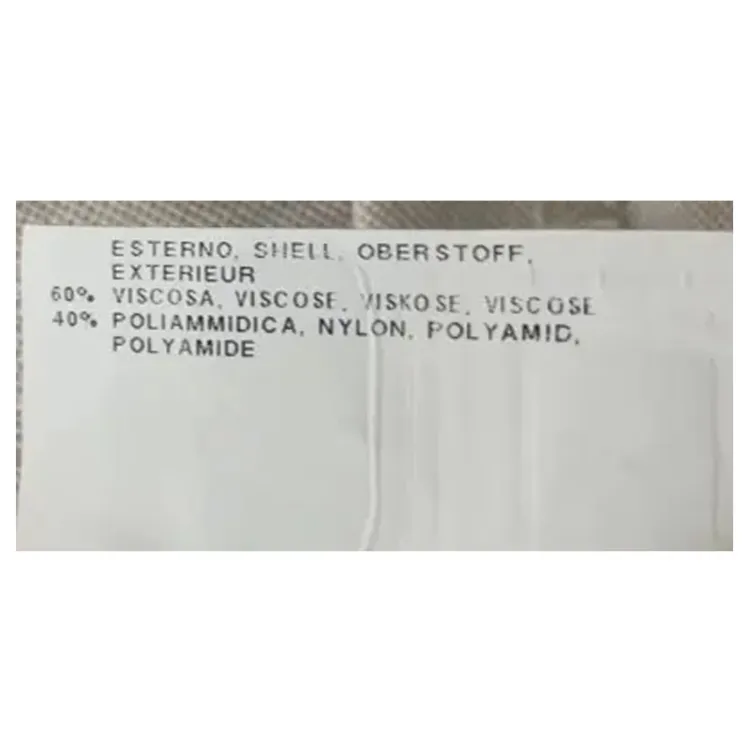 ESTERNO, SHELL, OBERSTOFF,
EXTERIEUR
60% VISCOSA, VISCOSE, VISKOSE, VISCOSE
40% POLIAMMIDICA, NYLON, POLYAMID,
POLYAMIDE